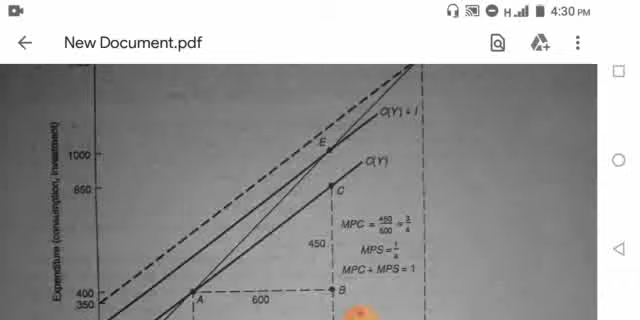 4:30 PM
New Document.pdf
Expenditure (consumption, investment)
C(Y) + I
E
1000
C(Y)
850
C
MPC = 450/600 = 3/4
450
MPS = 1/4
MPC + MPS = 1
400
350
A
600
B